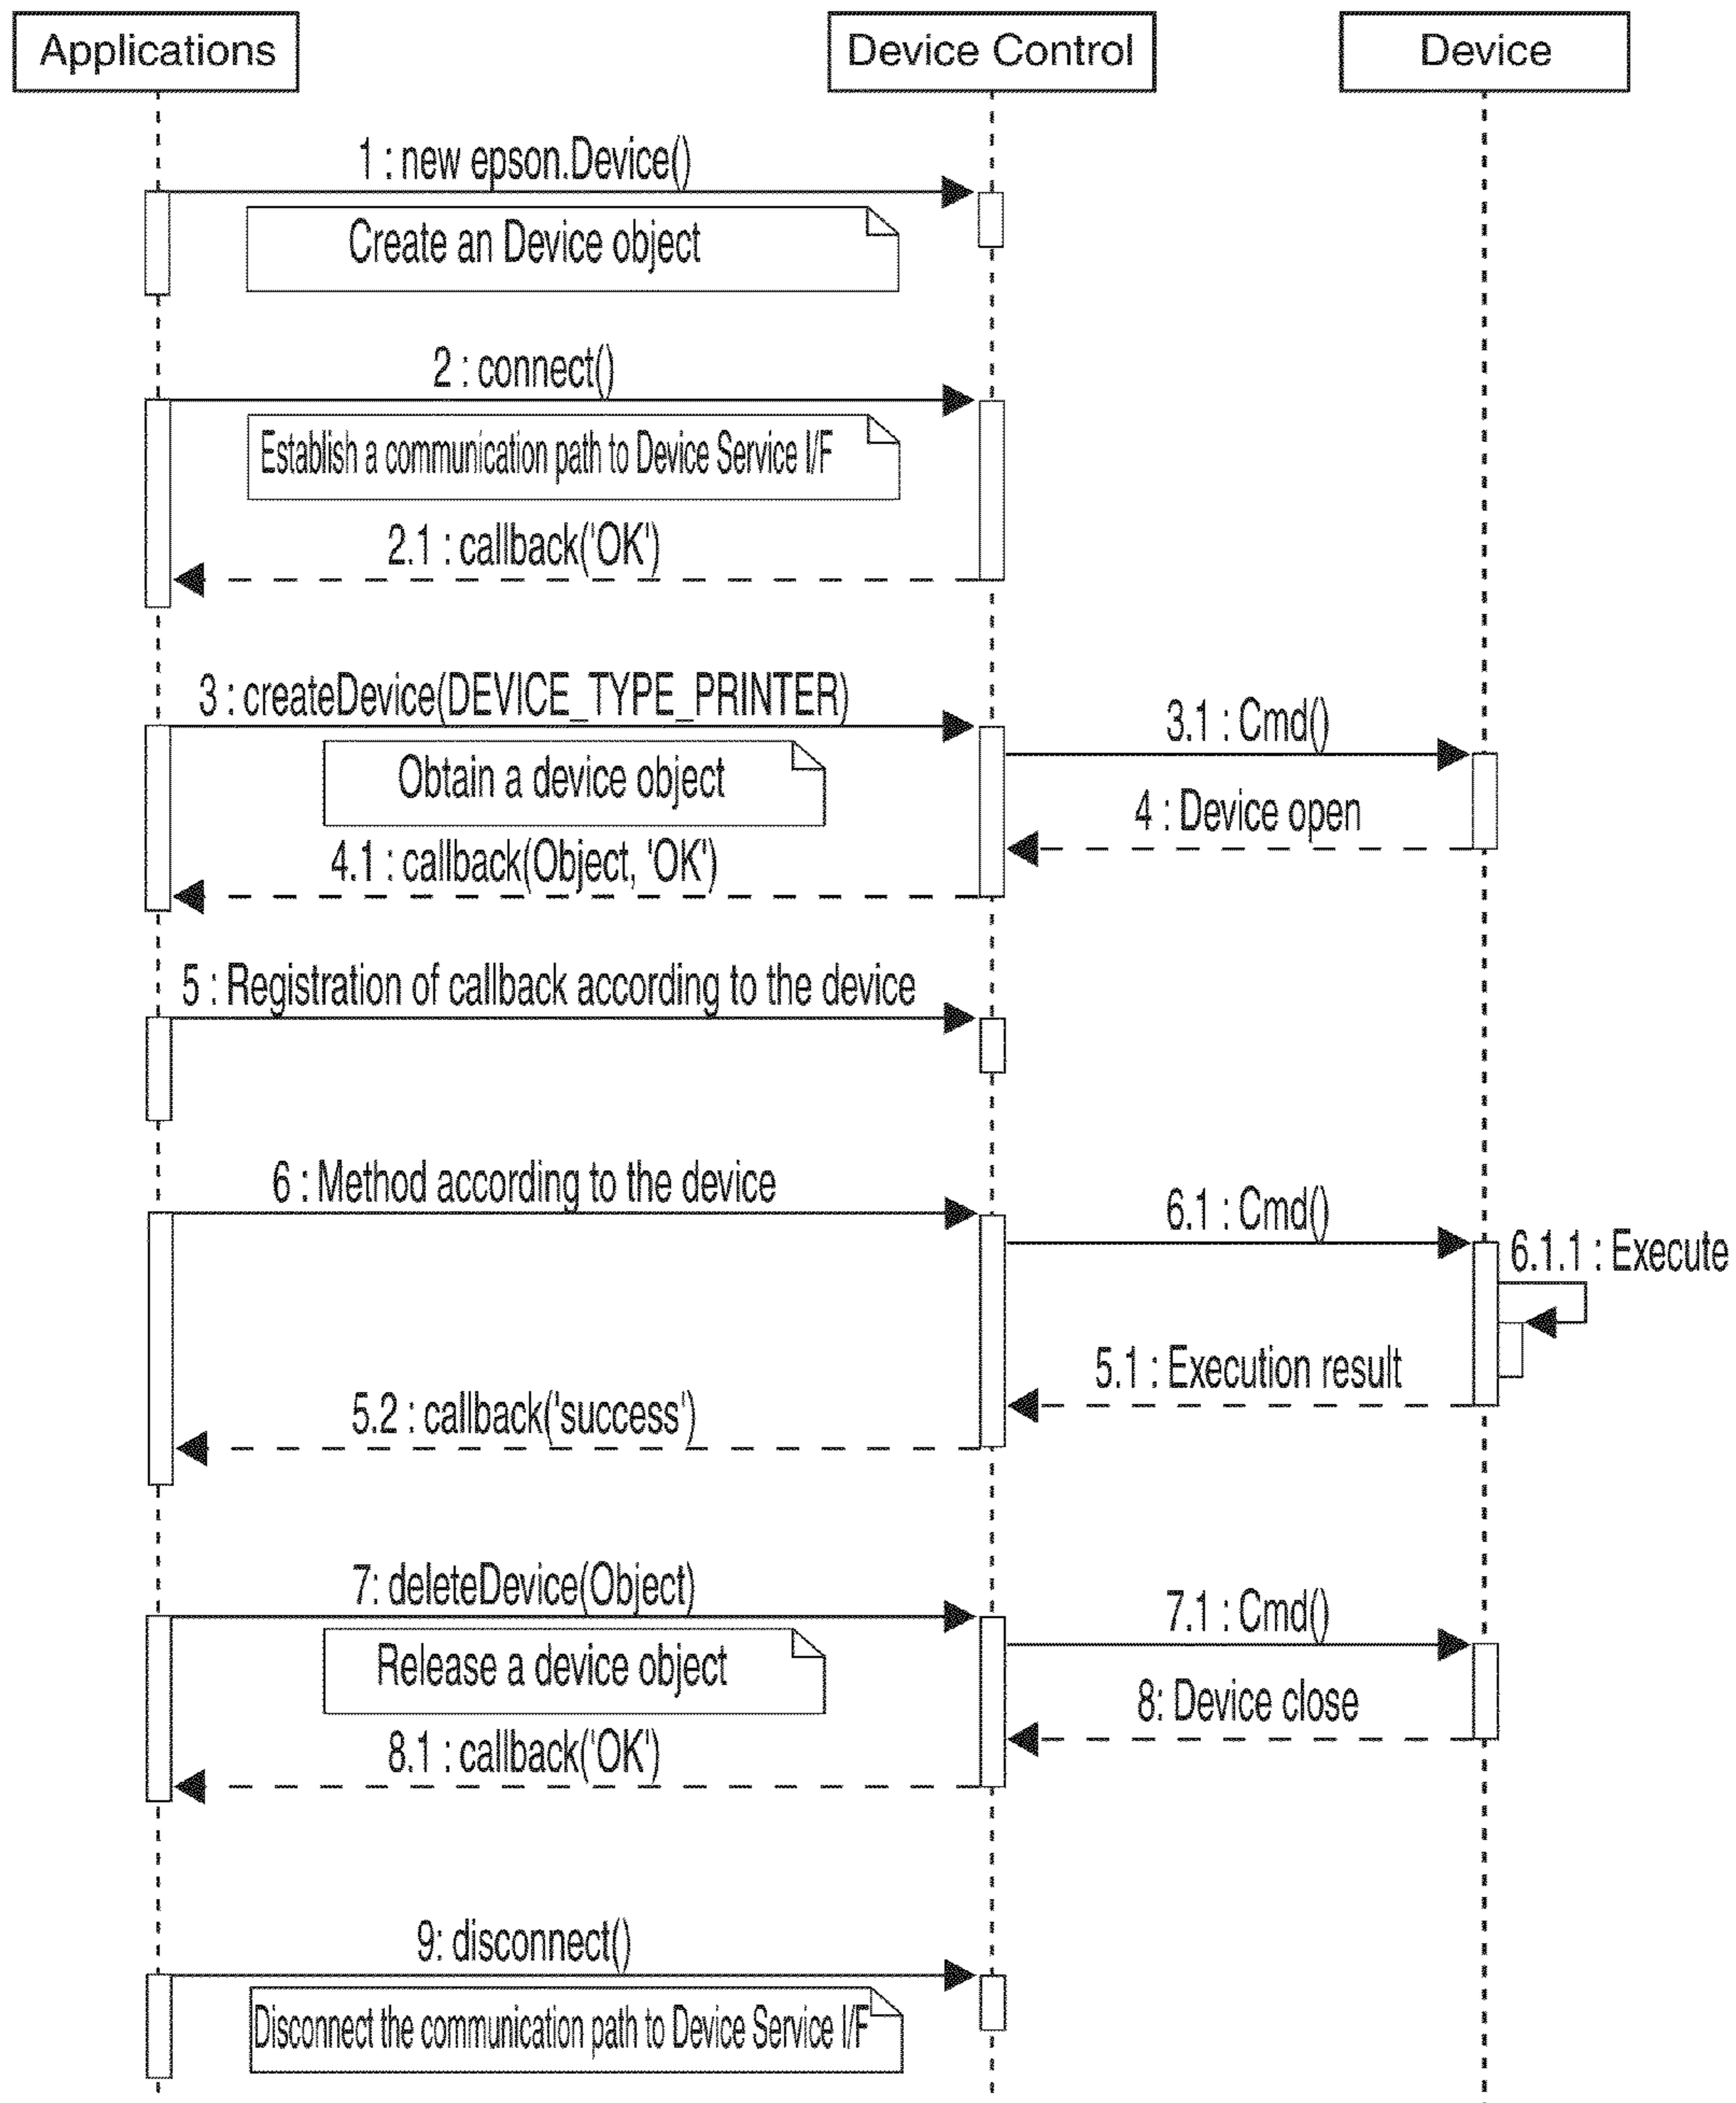 Applications
Device Control
Device
1 : new epson.Device()
Create an Device object
2 : connect()
Establish a communication path to Device Service I/F
2.1 : callback('OK')
3 : createDevice(DEVICE_TYPE_PRINTER)
3.1 : Cmd()
Obtain a device object
4 : Device open
4.1 : callback(Object, 'OK')
5 : Registration of callback according to the device
6 : Method according to the device
6.1 : Cmd()
6.1.1 : Execute
5.1 : Execution result
5.2 : callback('success')
7: deleteDevice(Object)
7.1 : Cmd()
Release a device object
8: Device close
8.1 : callback('OK')
9: disconnect()
Disconnect the communication path to Device Service I/F